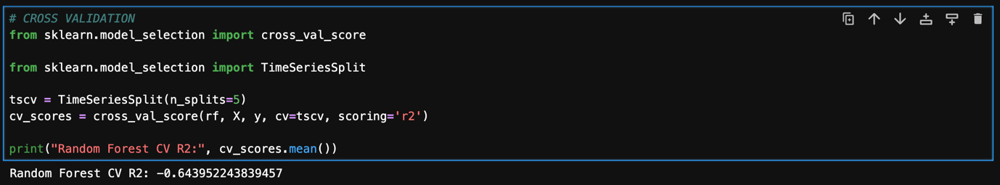 # CROSS VALIDATION
from sklearn.model_selection import cross_val_score
from sklearn.model_selection import TimeSeriesSplit
tscv = TimeSeriesSplit(n_splits=5)
cv_scores = cross_val_score(rf, X, y, cv=tscv, scoring='r2')
print("Random Forest CV R2:", cv_scores.mean())
Random Forest CV R2: -0.643952243839457